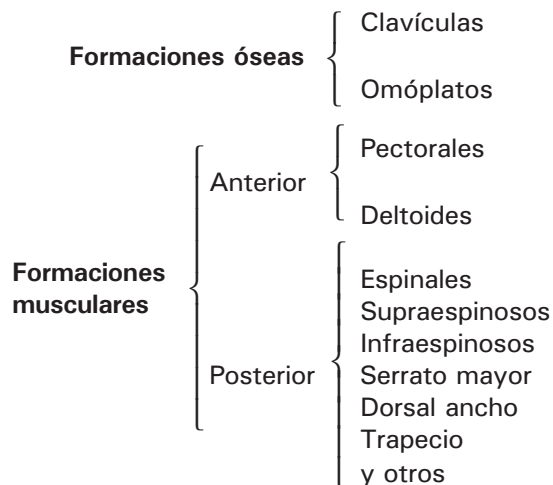 Formaciones óseas
Clavículas
Omóplatos
Formaciones
musculares
Anterior
Pectorales
Deltoides
Posterior
Espinales
Supraespinosos
Infraespinosos
Serrato mayor
Dorsal ancho
Trapecio
y otros